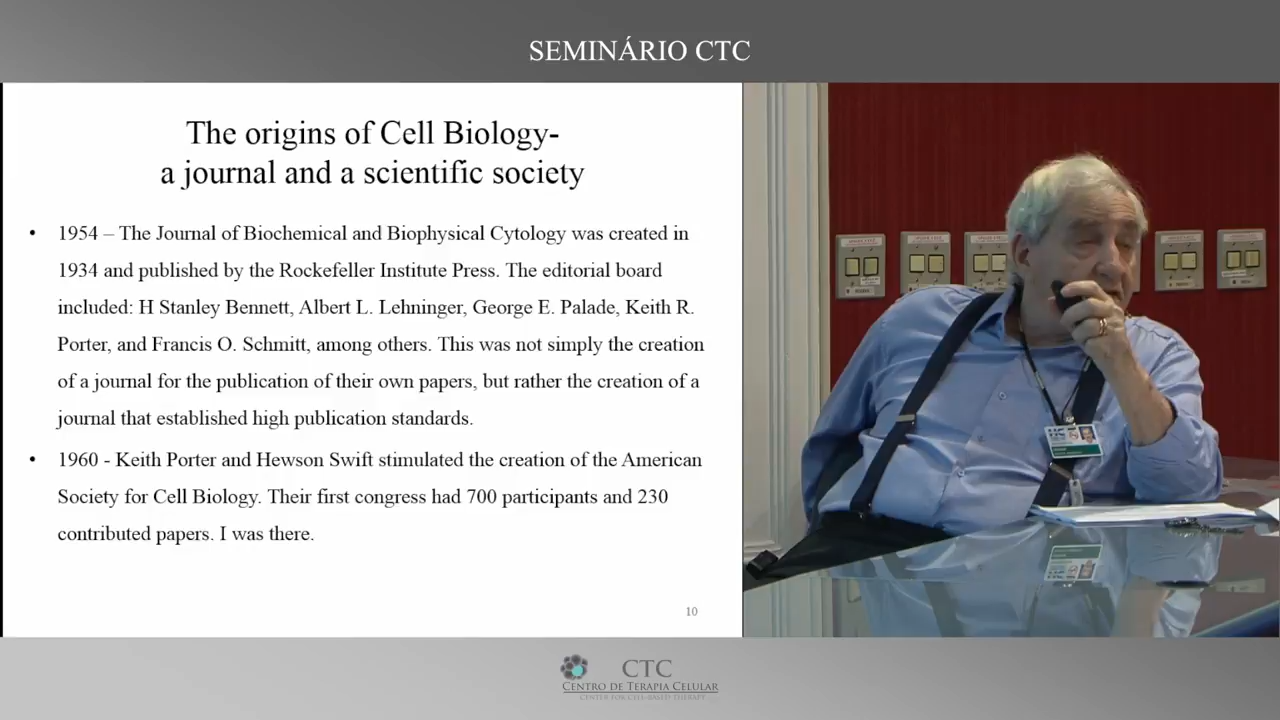 SEMINÁRIO CTC
The origins of Cell Biology-
a journal and a scientific society
• 1954 – The Journal of Biochemical and Biophysical Cytology was created in
1934 and published by the Rockefeller Institute Press. The editorial board
included: H Stanley Bennett, Albert L. Lehninger, George E. Palade, Keith R.
Porter, and Francis O. Schmitt, among others. This was not simply the creation
of a journal for the publication of their own papers, but rather the creation of a
journal that established high publication standards.
• 1960 - Keith Porter and Hewson Swift stimulated the creation of the American
Society for Cell Biology. Their first congress had 700 participants and 230
contributed papers. I was there.
10
CTC
CENTRO DE TERAPIA CELULAR
CENTER FOR CELL-BASED THERAPY